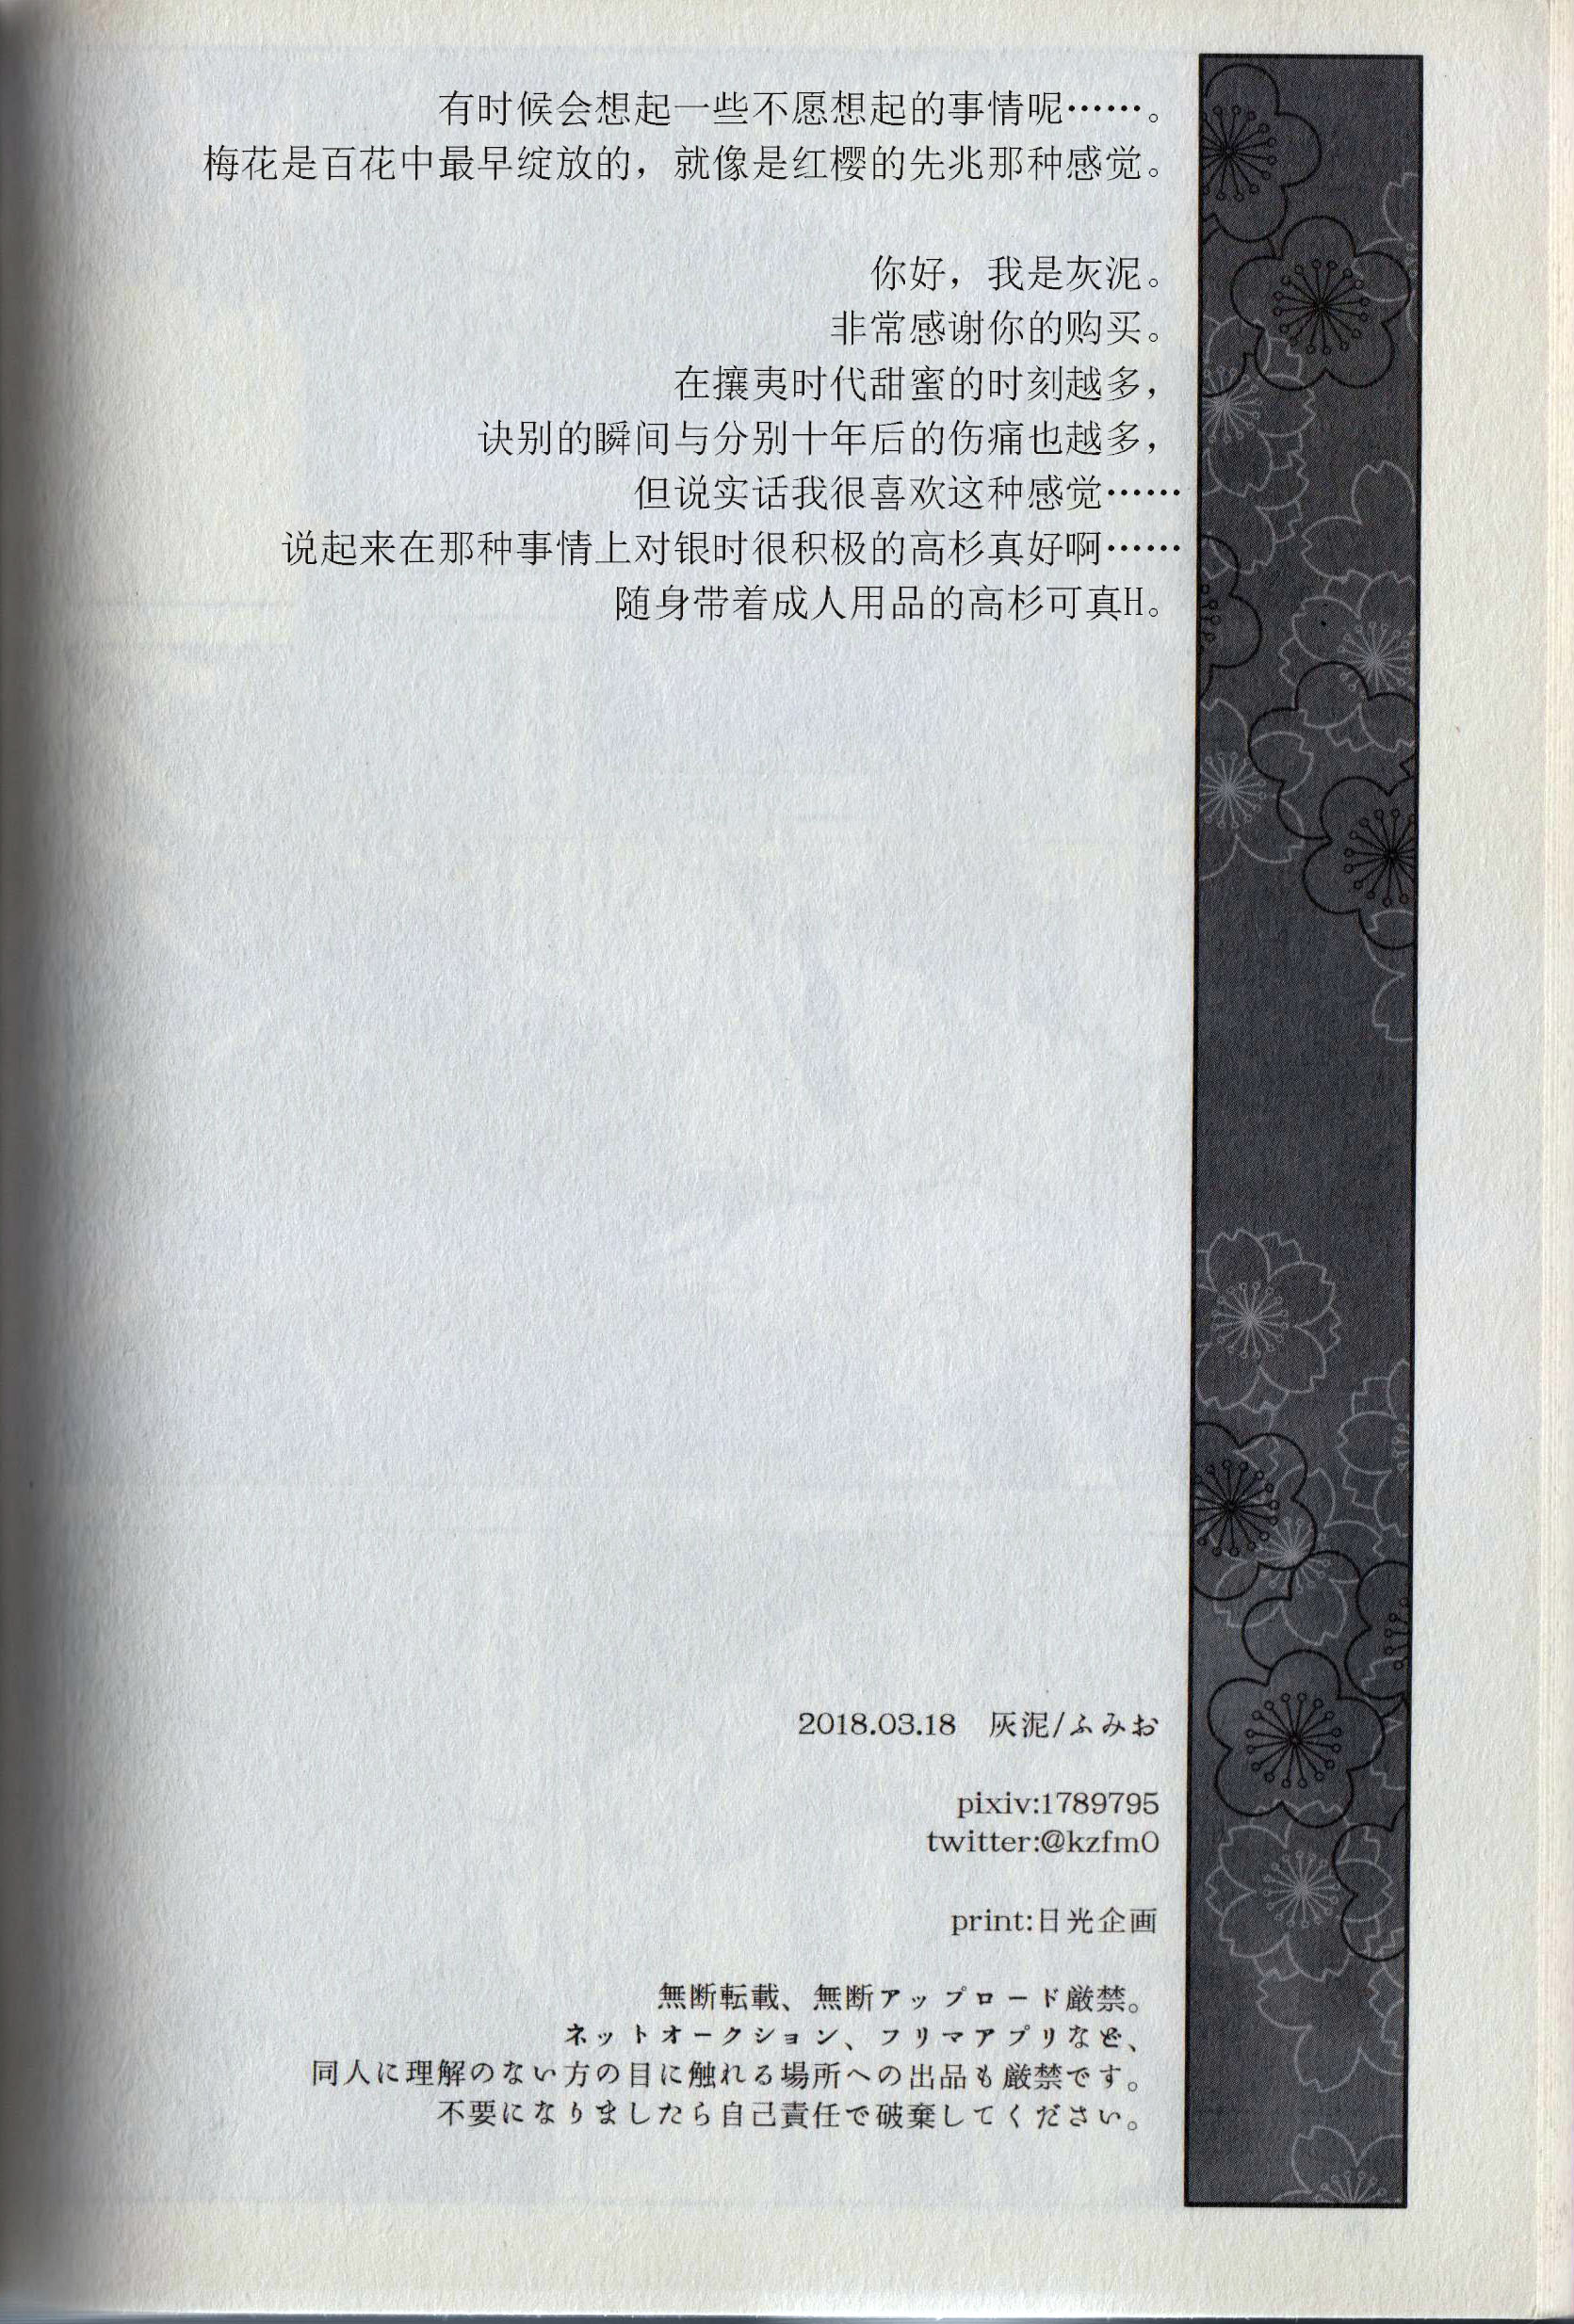 有时候会想起一些不愿想起的事情呢……。
梅花是百花中最早绽放的，就像是红樱的先兆那种感觉。
你好，我是灰泥。
非常感谢你的购买。
在攘夷时代甜蜜的时刻越多，
诀别的瞬间与分别十年后的伤痛也越多，
但说实话我很喜欢这种感觉……
说起来在那种事情上对银时很积极的高杉真好啊……
随身带着成人用品的高杉可真H。
2018.03.18　灰泥/ふみお
pixiv:1789795
twitter:@kzfm0
print:日光企画
無断転載、無断アップロード厳禁。
ネットオークション、フリマアプリなど、
同人に理解のない方の目に触れる場所への出品も厳禁です。
不要になりましたら自己責任で破棄してください。